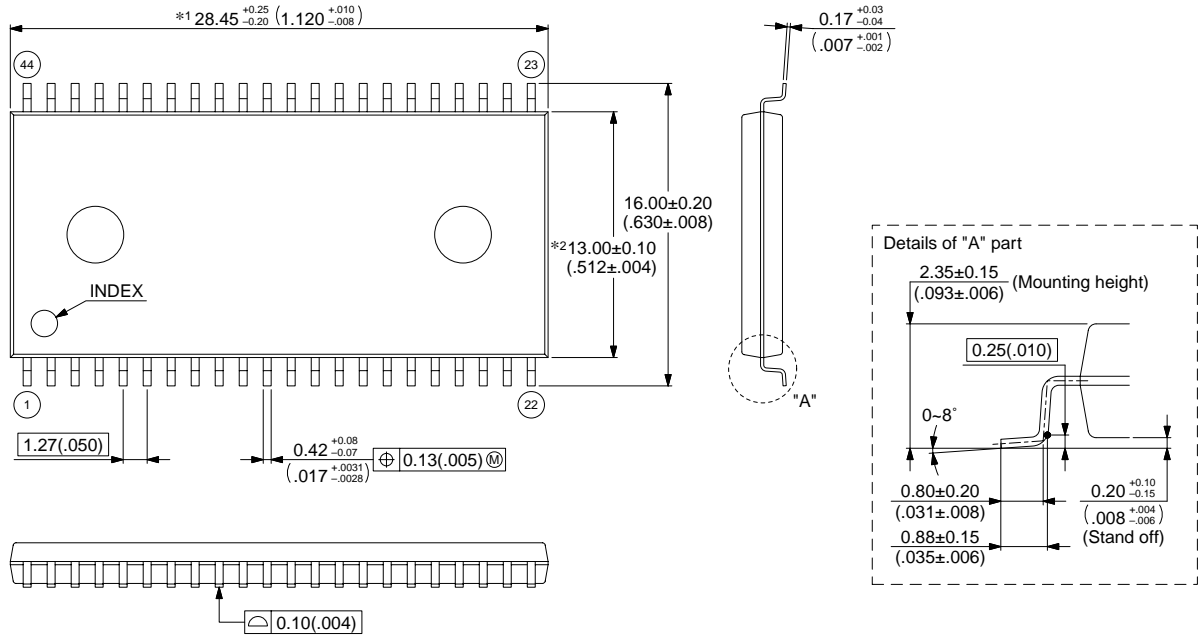 *1 28.45 +0.25 -0.20 (1.120 +.010 -.008)
0.17 +0.03 -0.04
(.007 +.001 -.002)
44
23
16.00±0.20
(.630±.008)
*2 13.00±0.10
(.512±.004)
INDEX
1
22
"A"
1.27(.050)
0.42 +0.08 -0.07
(.017 +.0031 -.0028)
⌖ 0.13(.005) Ⓜ
⌓ 0.10(.004)
Details of "A" part
2.35±0.15 (Mounting height)
(.093±.006)
0.25(.010)
0~8°
0.80±0.20
(.031±.008)
0.88±0.15
(.035±.006)
0.20 +0.10 -0.15
(.008 +.004 -.006)
(Stand off)